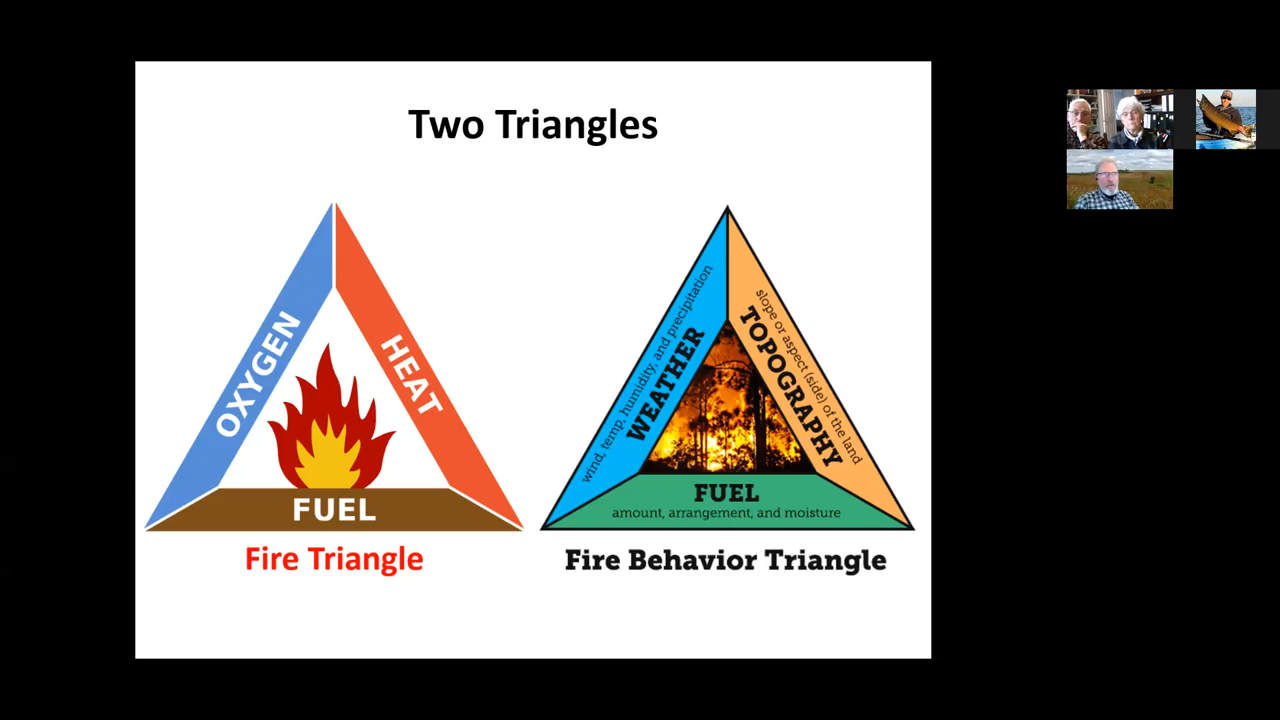 Two Triangles
OXYGEN
HEAT
FUEL
Fire Triangle
wind, temp, humidity, and precipitation
WEATHER
slope or aspect (side) of the land
TOPOGRAPHY
FUEL
amount, arrangement, and moisture
Fire Behavior Triangle